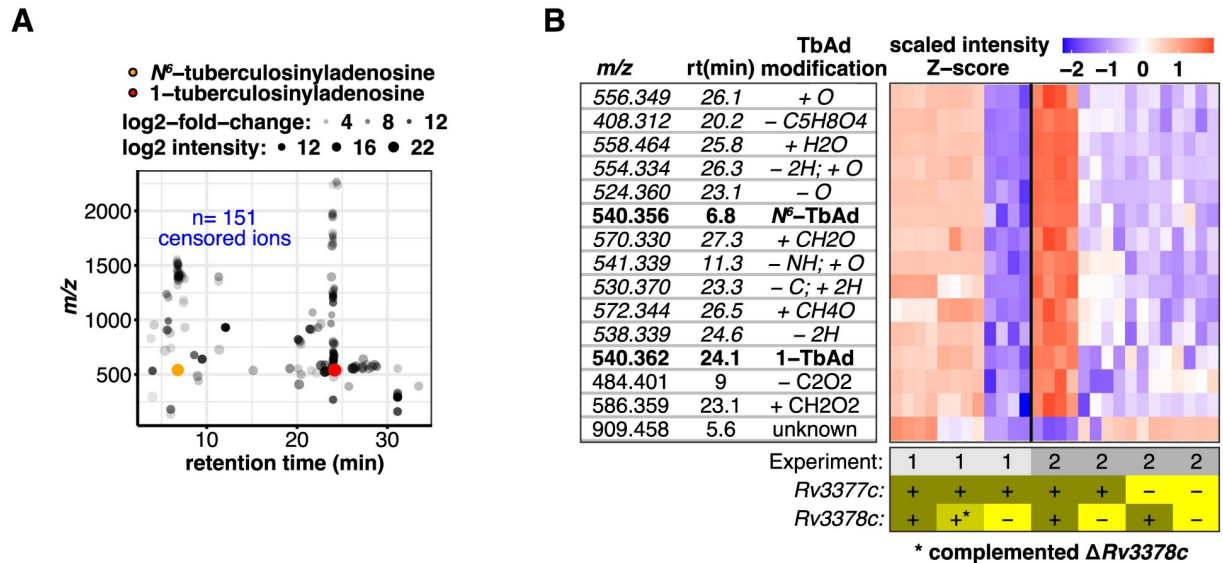 A
N⁶–tuberculosinyladenosine
1–tuberculosinyladenosine
log2–fold–change: 4 8 12
log2 intensity: 12 16 22
n= 151
censored ions
2000
1500
1000
500
m/z
10 20 30
retention time (min)
B
TbAd
m/z rt(min) modification
scaled intensity
Z–score
−2 −1 0 1
556.349 26.1 + O
408.312 20.2 – C5H8O4
558.464 25.8 + H2O
554.334 26.3 – 2H; + O
524.360 23.1 – O
540.356 6.8 N⁶–TbAd
570.330 27.3 + CH2O
541.339 11.3 – NH; + O
530.370 23.3 – C; + 2H
572.344 26.5 + CH4O
538.339 24.6 – 2H
540.362 24.1 1–TbAd
484.401 9 – C2O2
586.359 23.1 + CH2O2
909.458 5.6 unknown
Experiment: 1 1 1 2 2 2 2
Rv3377c: + + + + + – –
Rv3378c: + +* – + – + –
* complemented ΔRv3378c